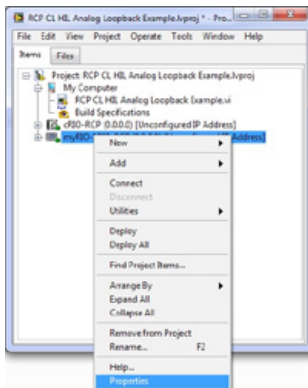 RCP CL HIL Analog Loopback Example.lvproj * - Pro...
File Edit View Project Operate Tools Window Help
Items Files
Project: RCP CL HIL Analog Loopback Example.lvproj
My Computer
RCP CL HIL Analog Loopback Example.vi
Build Specifications
cRIO-RCP (0.0.0.0) [Unconfigured IP Address]
Address]
New
Add
Connect
Disconnect
Utilities
Deploy
Deploy All
Find Project Items...
Arrange By
Expand All
Collapse All
Remove from Project
Rename... F2
Help...
Properties